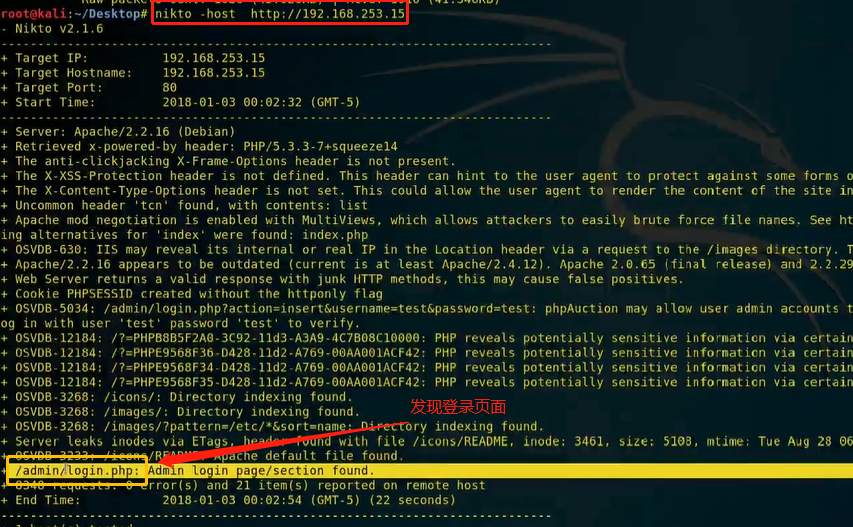 root@kali:~/Desktop# nikto -host  http://192.168.253.15
- Nikto v2.1.6
---------------------------------------------------------------------------
+ Target IP:          192.168.253.15
+ Target Hostname:    192.168.253.15
+ Target Port:        80
+ Start Time:         2018-01-03 00:02:32 (GMT-5)
---------------------------------------------------------------------------
+ Server: Apache/2.2.16 (Debian)
+ Retrieved x-powered-by header: PHP/5.3.3-7+squeeze14
+ The anti-clickjacking X-Frame-Options header is not present.
+ The X-XSS-Protection header is not defined. This header can hint to the user agent to protect against some forms o
+ The X-Content-Type-Options header is not set. This could allow the user agent to render the content of the site in
+ Uncommon header 'tcn' found, with contents: list
+ Apache mod negotiation is enabled with MultiViews, which allows attackers to easily brute force file names. See ht
ing alternatives for 'index' were found: index.php
+ OSVDB-630: IIS may reveal its internal or real IP in the Location header via a request to the /images directory. T
+ Apache/2.2.16 appears to be outdated (current is at least Apache/2.4.12). Apache 2.0.65 (final release) and 2.2.29
+ Web Server returns a valid response with junk HTTP methods, this may cause false positives.
+ Cookie PHPSESSID created without the httponly flag
+ OSVDB-5034: /admin/login.php?action=insert&username=test&password=test: phpAuction may allow user admin accounts t
og in with user 'test' password 'test' to verify.
+ OSVDB-12184: /?=PHPB8B5F2A0-3C92-11d3-A3A9-4C7B08C10000: PHP reveals potentially sensitive information via certain
+ OSVDB-12184: /?=PHPE9568F36-D428-11d2-A769-00AA001ACF42: PHP reveals potentially sensitive information via certain
+ OSVDB-12184: /?=PHPE9568F34-D428-11d2-A769-00AA001ACF42: PHP reveals potentially sensitive information via certain
+ OSVDB-12184: /?=PHPE9568F35-D428-11d2-A769-00AA001ACF42: PHP reveals potentially sensitive information via certain
+ OSVDB-3268: /icons/: Directory indexing found.
+ OSVDB-3268: /images/: Directory indexing found.
发现登录页面
+ OSVDB-3268: /images/?pattern=/etc/*&sort=name: Directory indexing found.
+ Server leaks inodes via ETags, header found with file /icons/README, inode: 3461, size: 5108, mtime: Tue Aug 28 06
+ OSVDB-3233: /icons/README: Apache default file found.
+ /admin/login.php: Admin login page/section found.
+ 8348 requests: 0 error(s) and 21 item(s) reported on remote host
+ End Time:           2018-01-03 00:02:54 (GMT-5) (22 seconds)
---------------------------------------------------------------------------